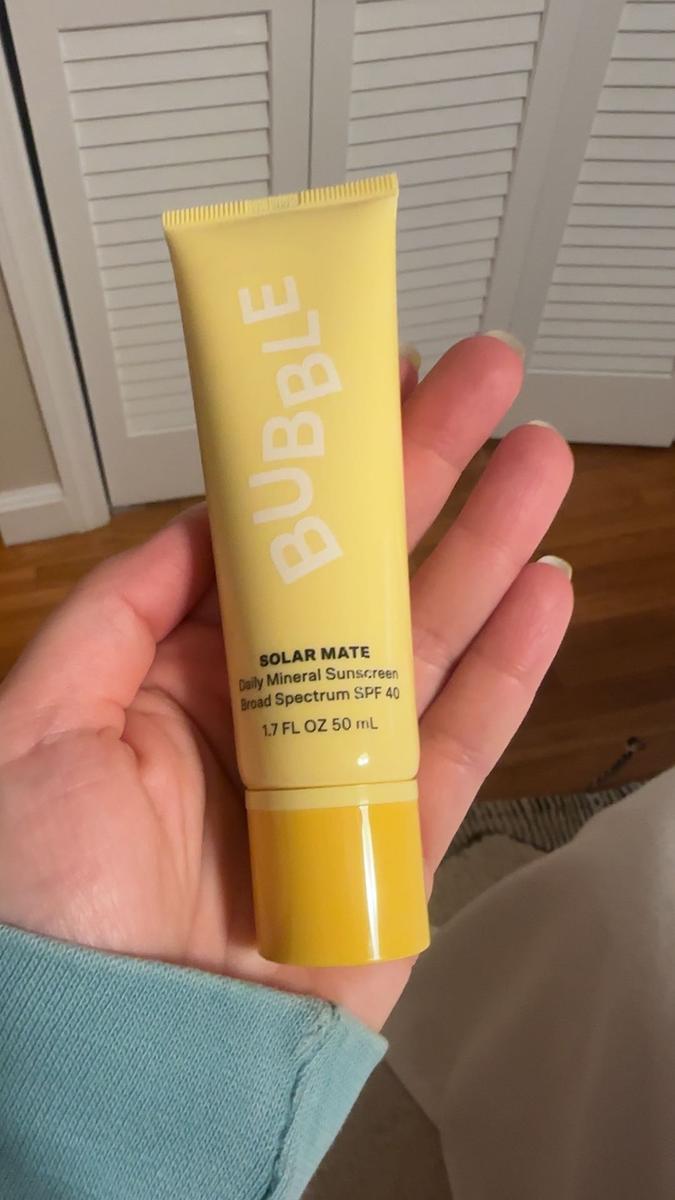 BUBBLE
SOLAR MATE
Daily Mineral Sunscreen
Broad Spectrum SPF 40
1.7 FL OZ 50 mL